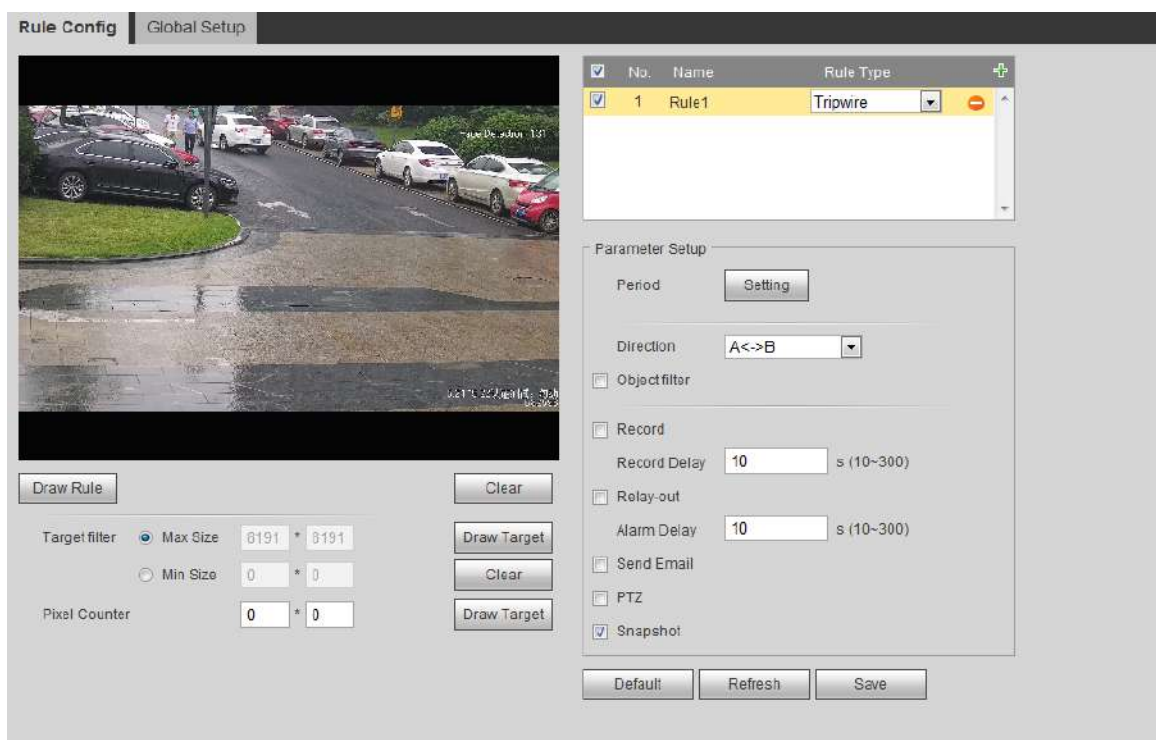 Rule Config Global Setup
No. Name Rule Type
1 Rule1 Tripwire
Parameter Setup
Period Setting
Direction A<->B
Object filter
Record
Record Delay 10 s (10~300)
Relay-out
Alarm Delay 10 s (10~300)
Send Email
PTZ
Snapshot
Default Refresh Save
Draw Rule Clear
Target filter Max Size 8191 * 8191 Draw Target
Min Size 0 * 0 Clear
Pixel Counter 0 * 0 Draw Target